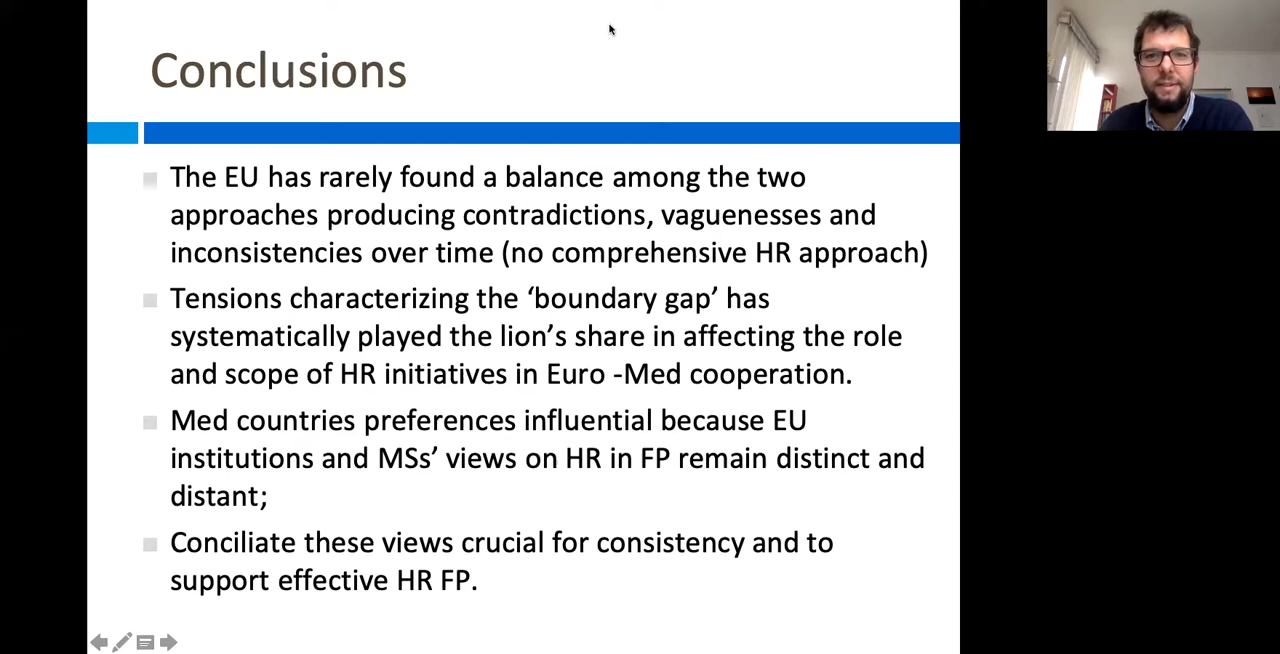 Conclusions
The EU has rarely found a balance among the two
approaches producing contradictions, vaguenesses and
inconsistencies over time (no comprehensive HR approach)
Tensions characterizing the ‘boundary gap’ has
systematically played the lion’s share in affecting the role
and scope of HR initiatives in Euro -Med cooperation.
Med countries preferences influential because EU
institutions and MSs’ views on HR in FP remain distinct and
distant;
Conciliate these views crucial for consistency and to
support effective HR FP.